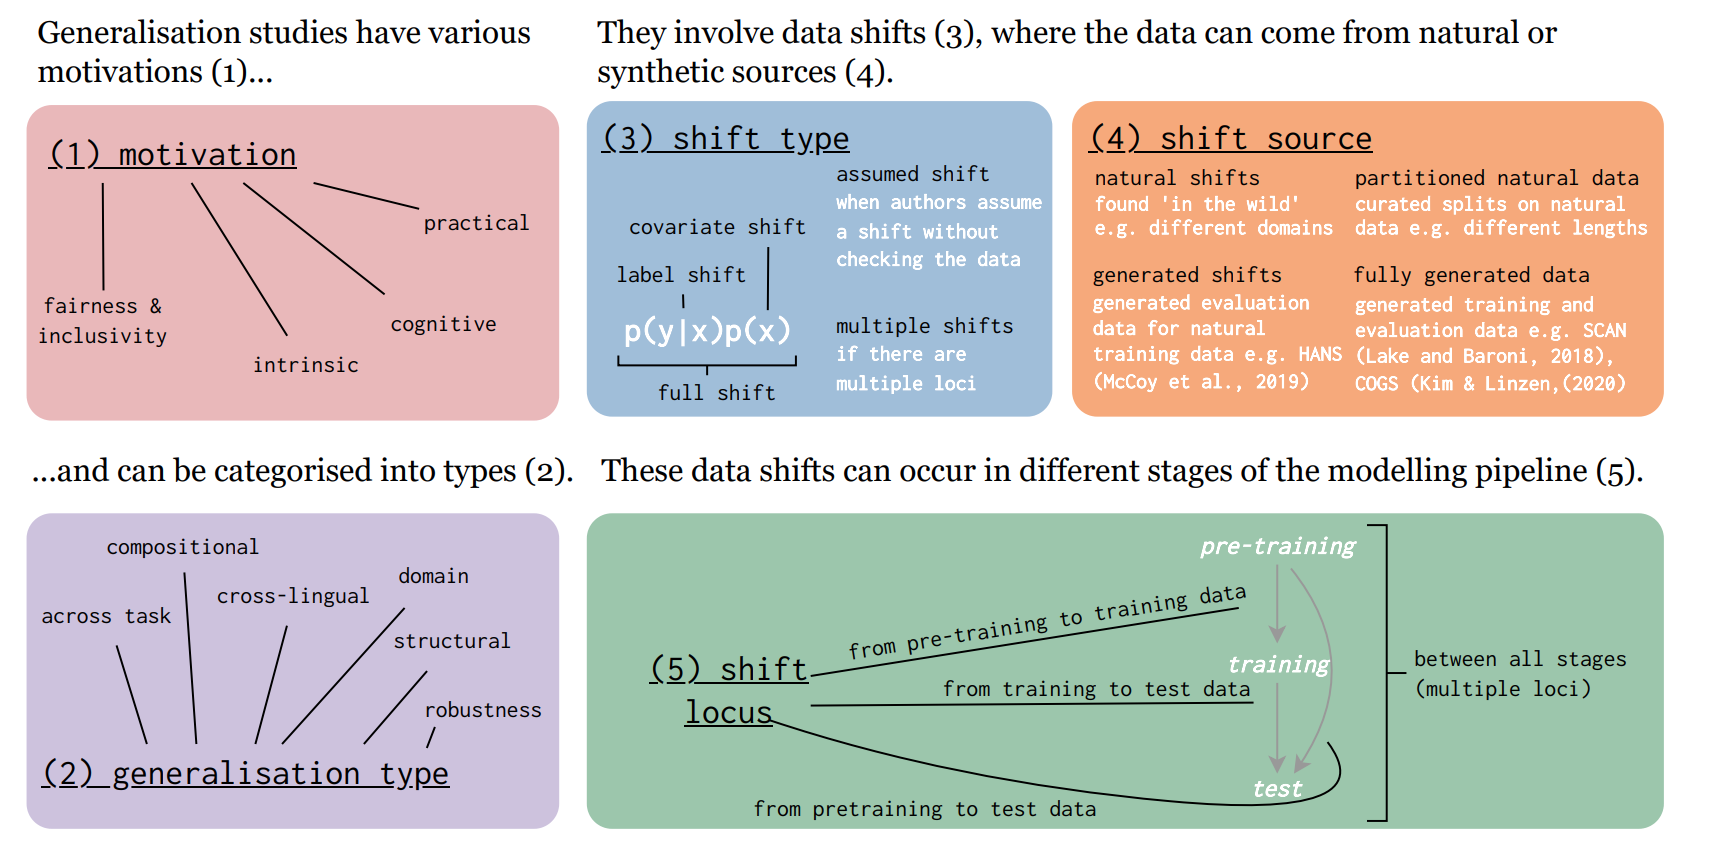 Generalisation studies have various
motivations (1)...
(1) motivation
practical
fairness &
inclusivity
cognitive
intrinsic
They involve data shifts (3), where the data can come from natural or
synthetic sources (4).
(3) shift type
assumed shift
when authors assume
a shift without
checking the data
covariate shift
label shift
p(y|x)p(x)
full shift
multiple shifts
if there are
multiple loci
(4) shift source
natural shifts
found 'in the wild'
e.g. different domains
partitioned natural data
curated splits on natural
data e.g. different lengths
generated shifts
generated evaluation
data for natural
training data e.g. HANS
(McCoy et al., 2019)
fully generated data
generated training and
evaluation data e.g. SCAN
(Lake and Baroni, 2018),
COGS (Kim & Linzen,(2020)
...and can be categorised into types (2).
compositional
domain
cross-lingual
across task
structural
robustness
(2) generalisation type
These data shifts can occur in different stages of the modelling pipeline (5).
pre-training
from pre-training to training data
(5) shift
locus
training
from training to test data
between all stages
(multiple loci)
test
from pretraining to test data